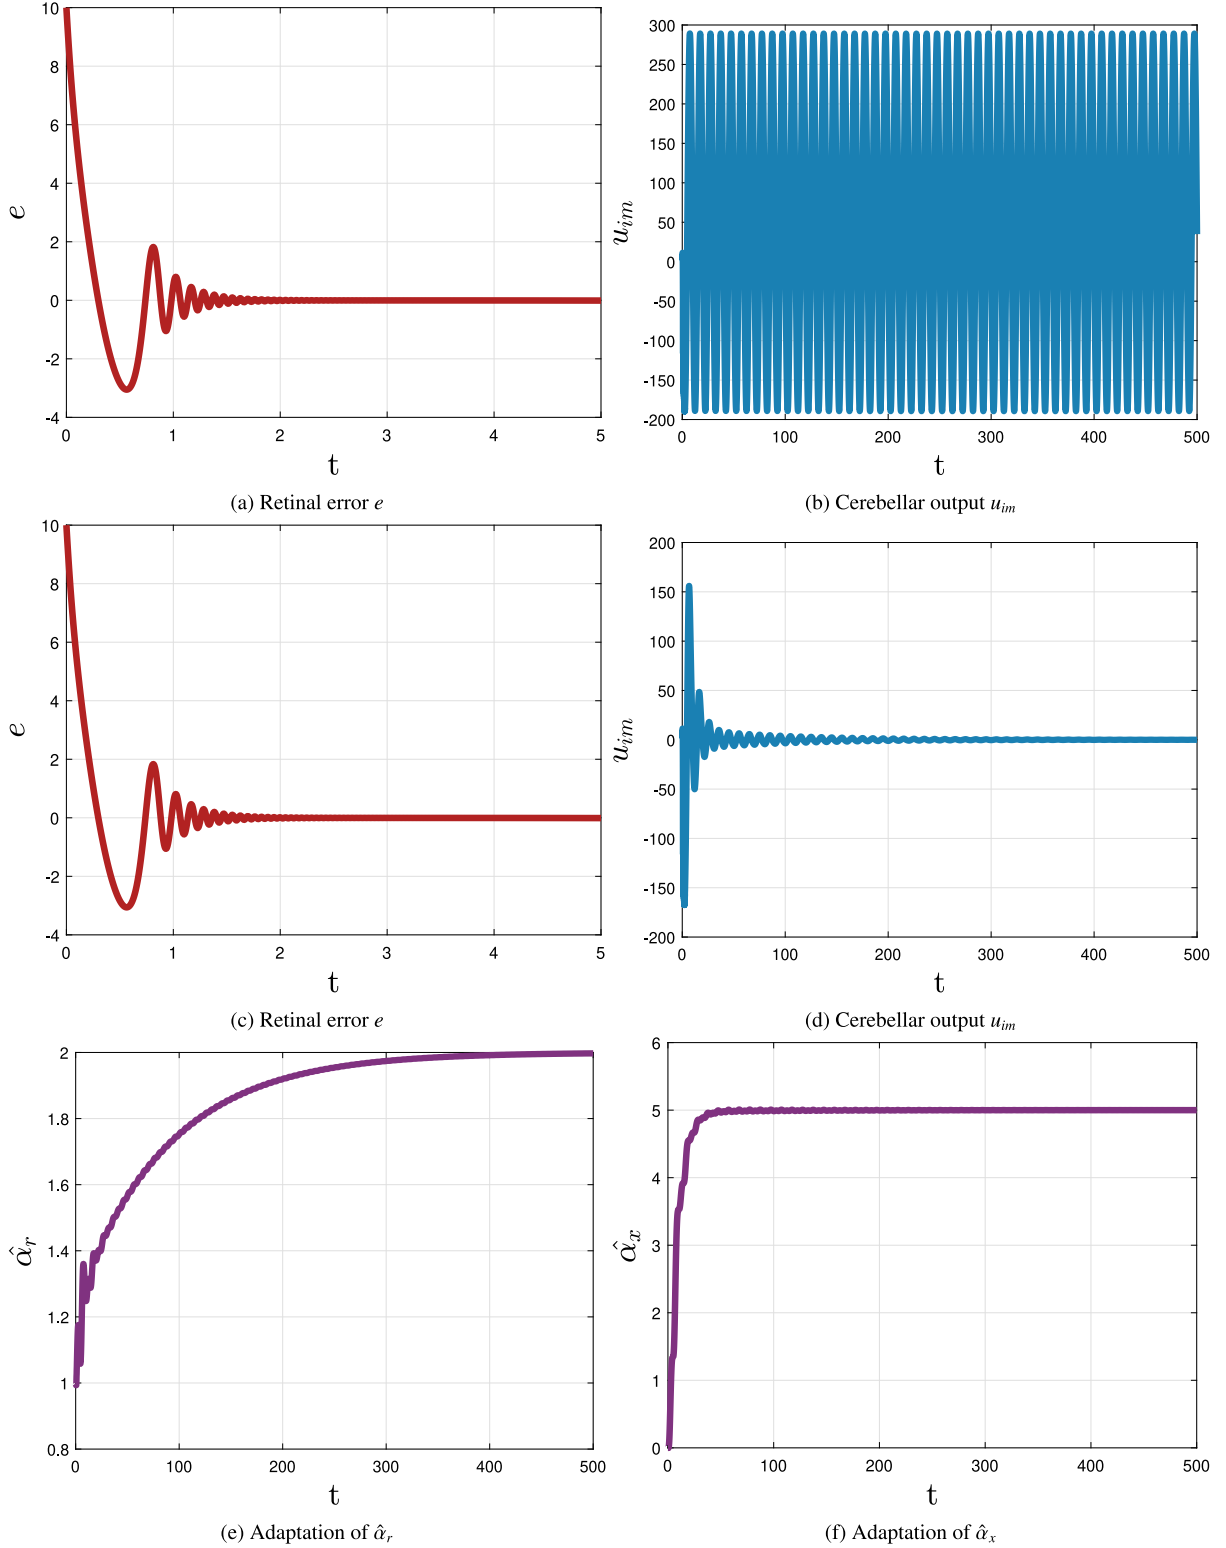 10
8
6
4
2
0
-2
-4
e
0 1 2 3 4 5
t
(a) Retinal error e
300
250
200
150
100
50
0
-50
-100
-150
-200
u_im
0 100 200 300 400 500
t
(b) Cerebellar output u_im
10
8
6
4
2
0
-2
-4
e
0 1 2 3 4 5
t
(c) Retinal error e
200
150
100
50
0
-50
-100
-150
-200
u_im
0 100 200 300 400 500
t
(d) Cerebellar output u_im
2
1.8
1.6
1.4
1.2
1
0.8
α̂_r
0 100 200 300 400 500
t
(e) Adaptation of α̂_r
6
5
4
3
2
1
0
α̂_x
0 100 200 300 400 500
t
(f) Adaptation of α̂_x